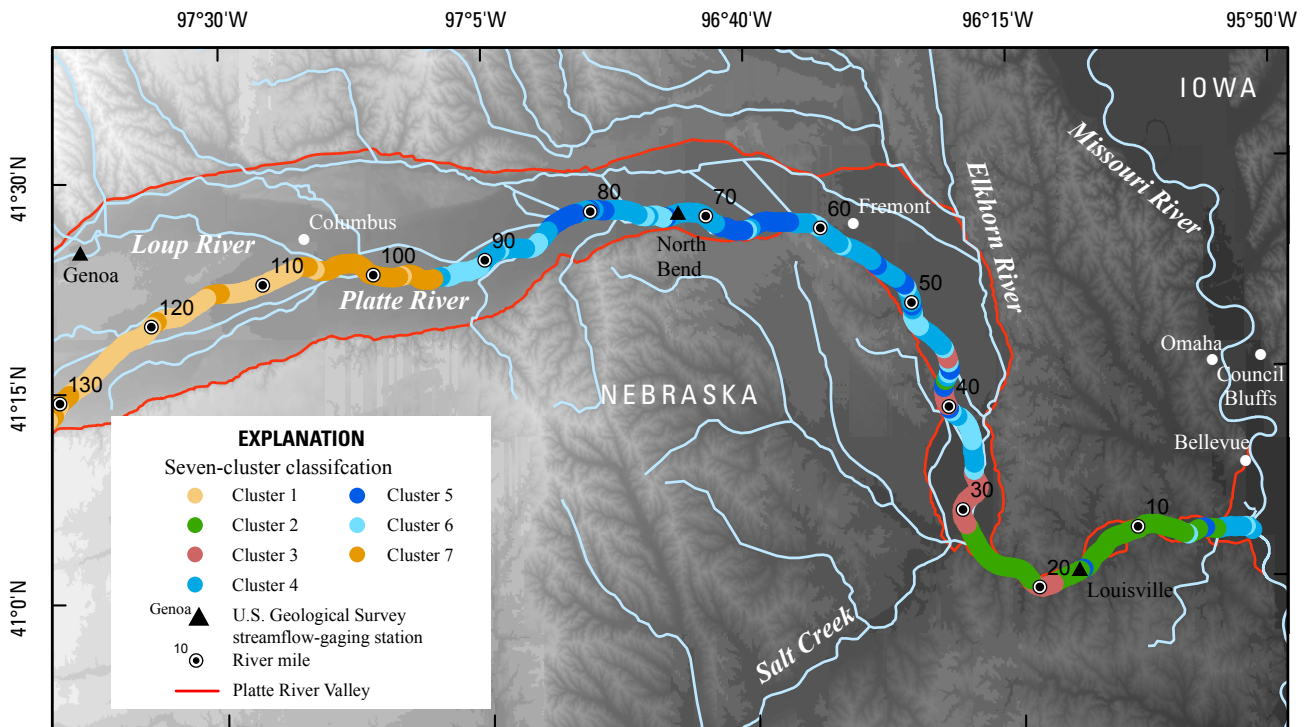 97°30'W 97°5'W 96°40'W 96°15'W 95°50'W
41°30'N
41°15'N
41°0'N
IOWA
Missouri River
Elkhorn River
Columbus
Loup River
Genoa
Platte River
North
Bend
Fremont
NEBRASKA
Omaha
Council
Bluffs
Bellevue
Louisville
Salt Creek
130
120
110
100
90
80
70
60
50
40
30
20
10
EXPLANATION
Seven-cluster classifcation
Cluster 1
Cluster 2
Cluster 3
Cluster 4
Cluster 5
Cluster 6
Cluster 7
Genoa
U.S. Geological Survey
streamflow-gaging station
10
River mile
Platte River Valley